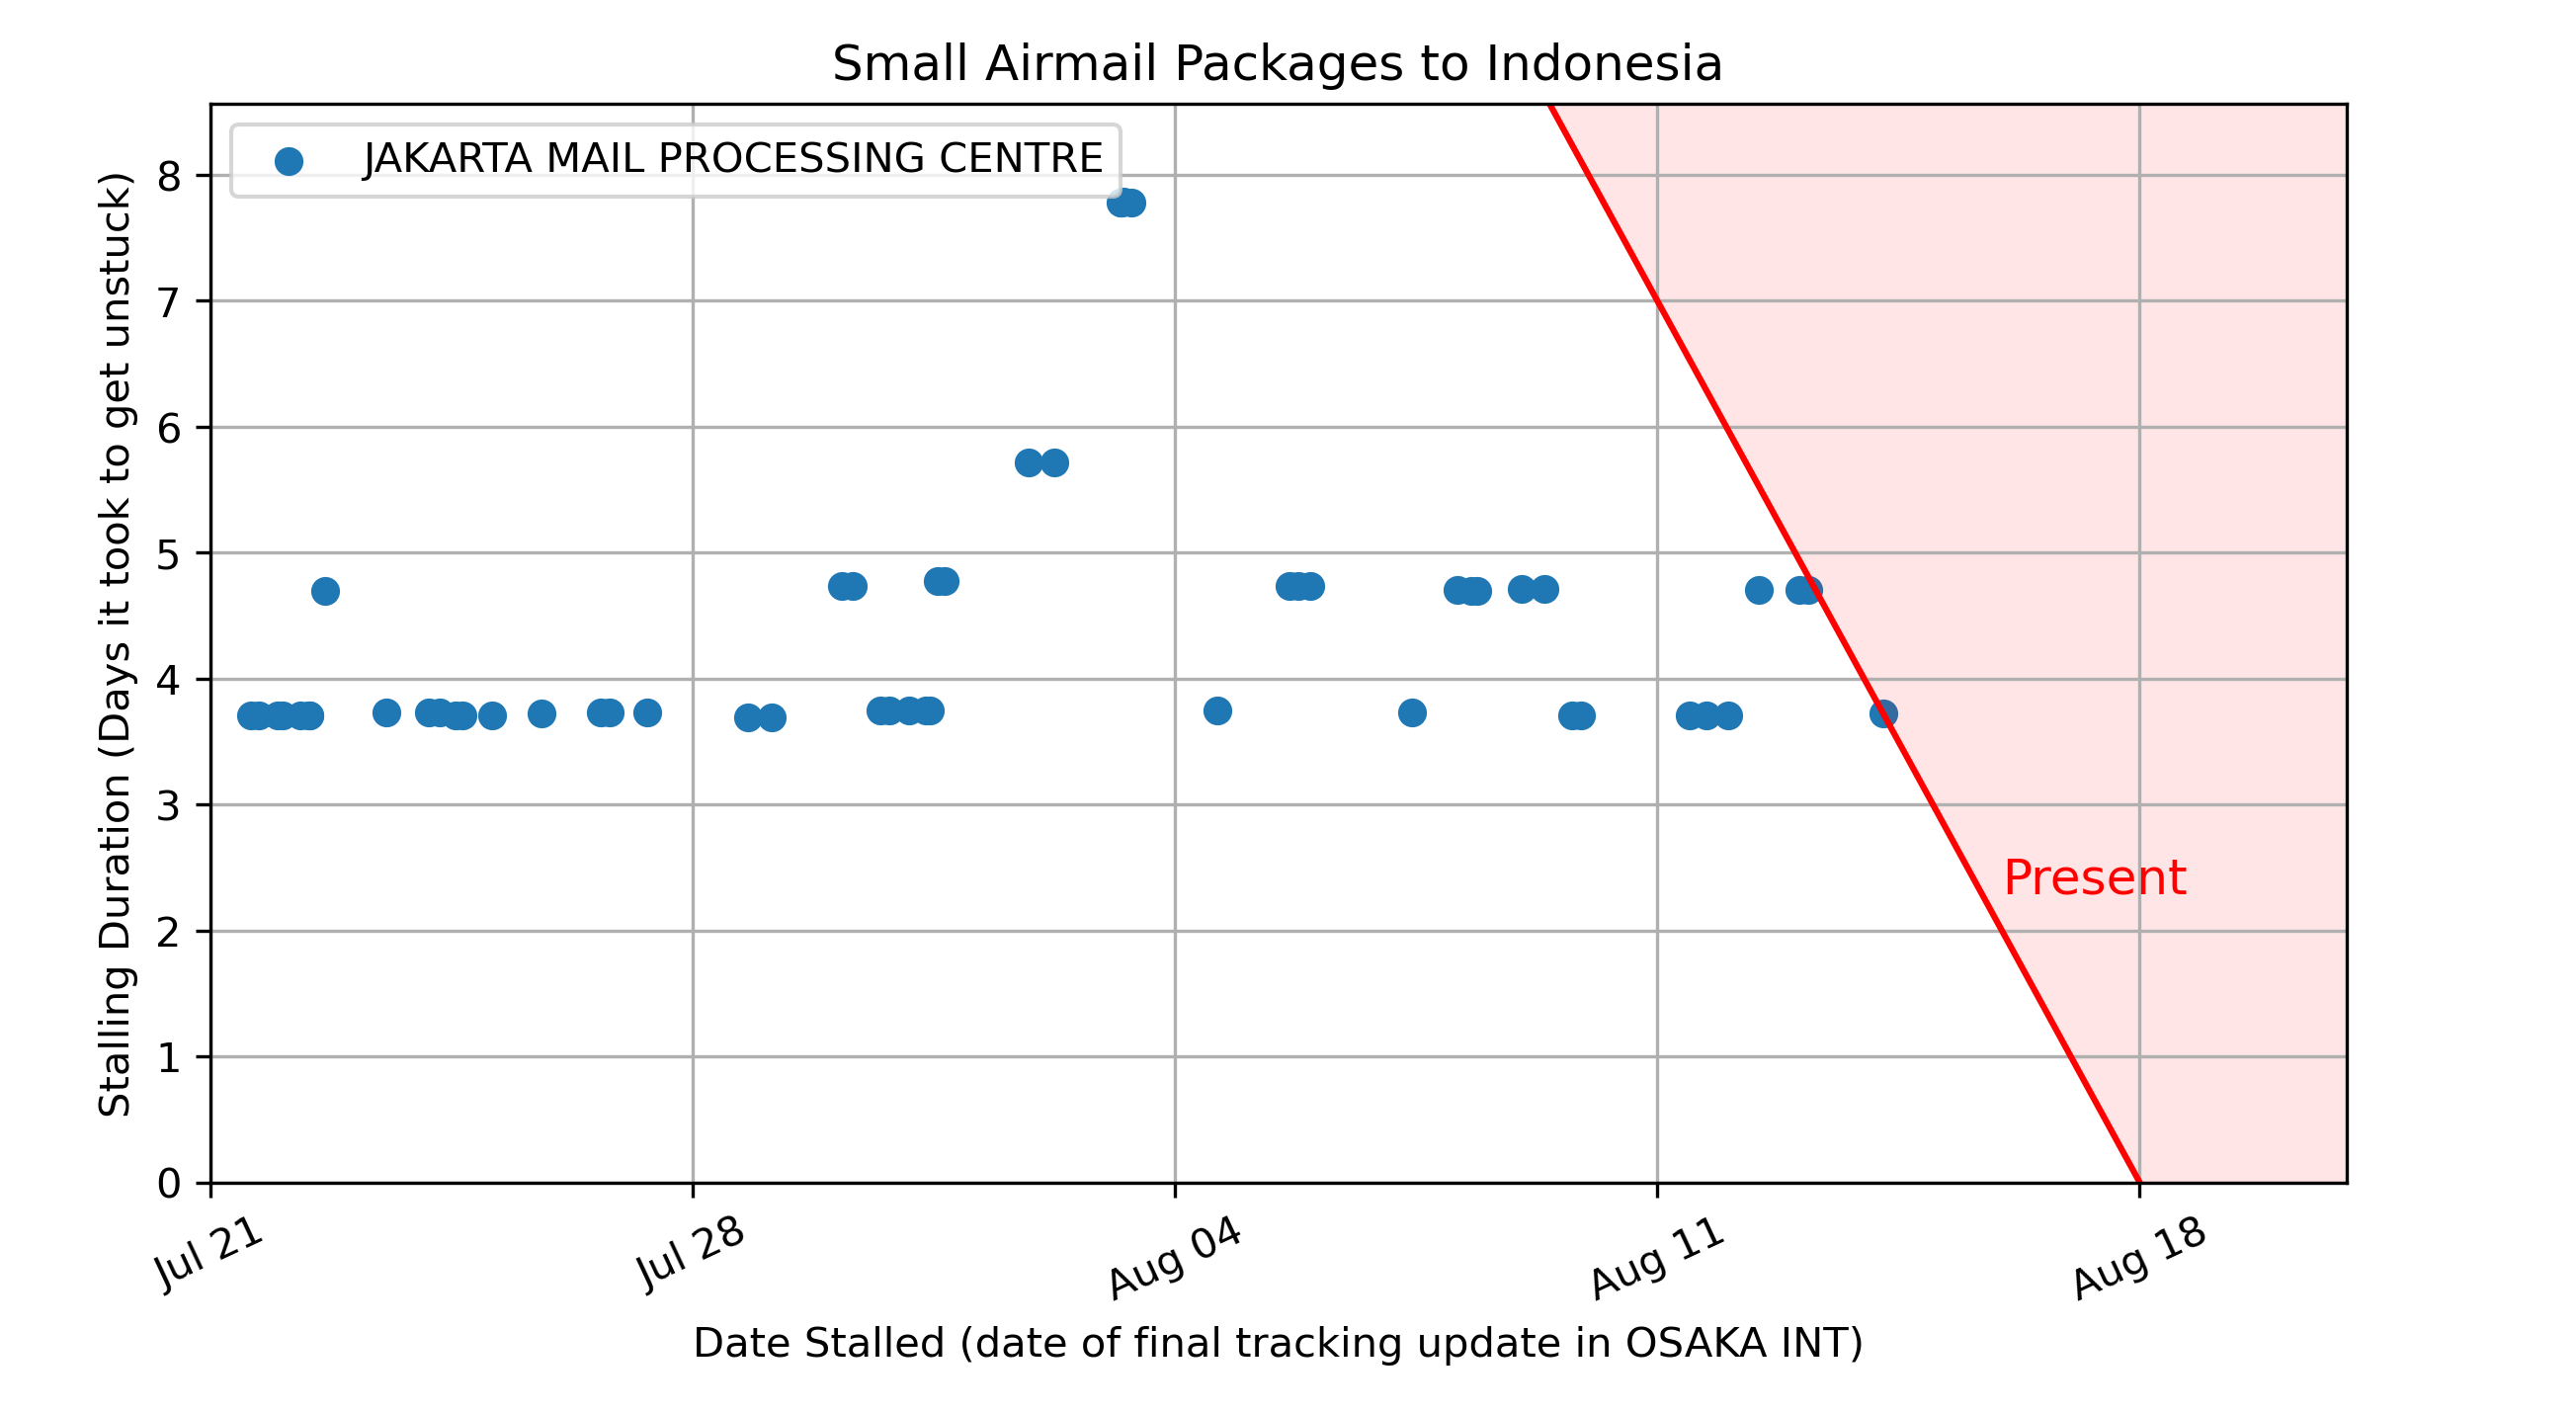 Small Airmail Packages to Indonesia
JAKARTA MAIL PROCESSING CENTRE
Stalling Duration (Days it took to get unstuck)
8
7
6
5
4
3
2
1
0
Present
Jul 21
Jul 28
Aug 04
Aug 11
Aug 18
Date Stalled (date of final tracking update in OSAKA INT)